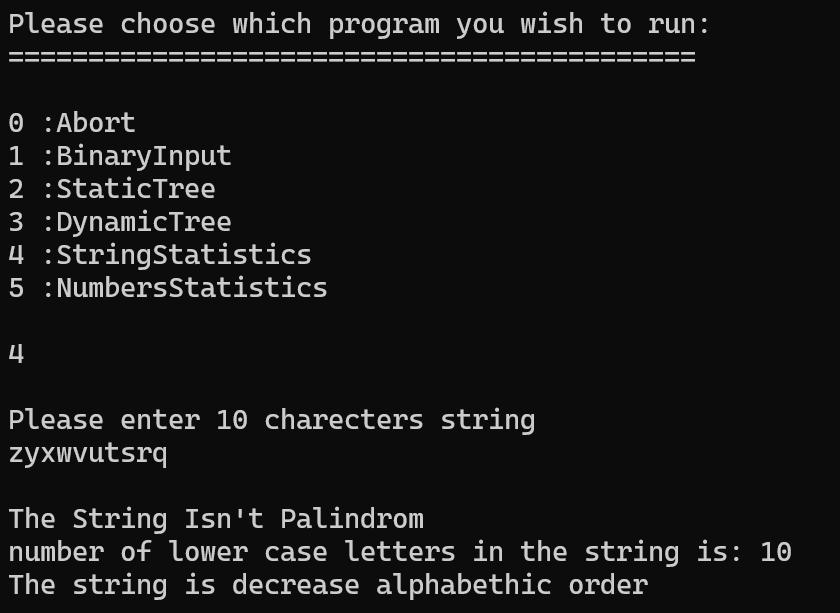 Please choose which program you wish to run:
===========================================

0 :Abort
1 :BinaryInput
2 :StaticTree
3 :DynamicTree
4 :StringStatistics
5 :NumbersStatistics

4

Please enter 10 charecters string
zyxwvutsrq

The String Isn't Palindrom
number of lower case letters in the string is: 10
The string is decrease alphabethic order